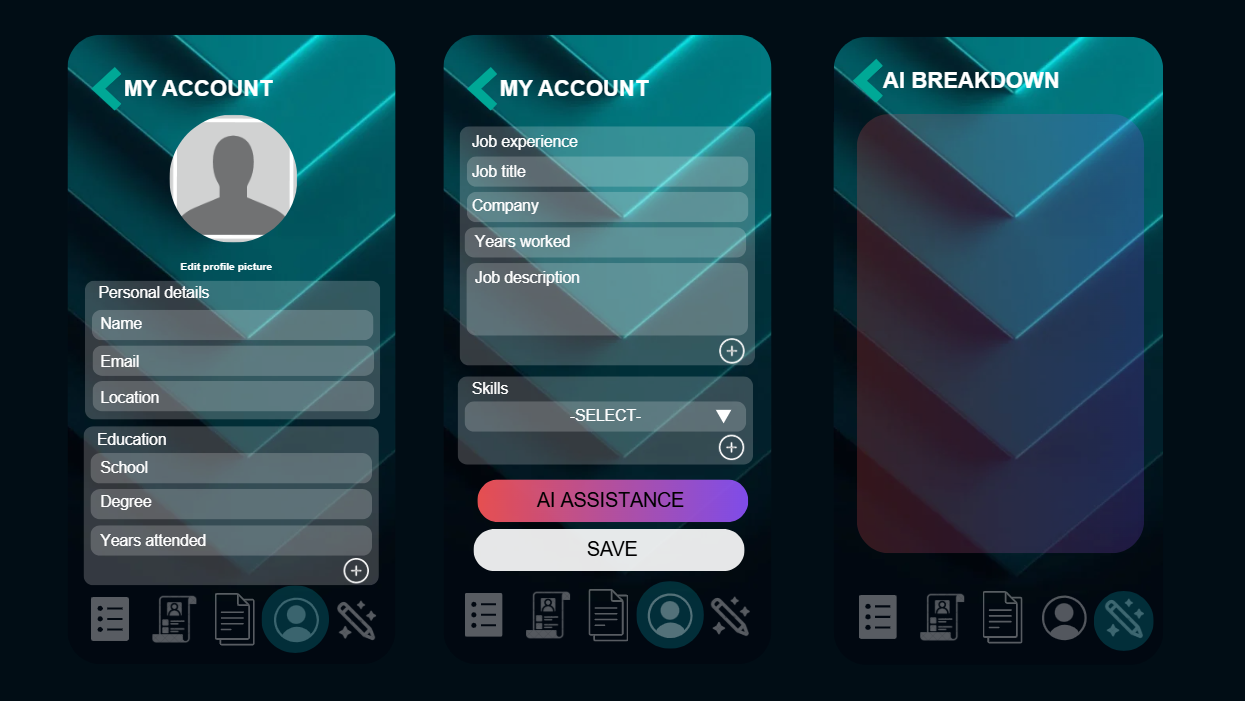 MY ACCOUNT
Edit profile picture
Personal details
Name
Email
Location
Education
School
Degree
Years attended
MY ACCOUNT
Job experience
Job title
Company
Years worked
Job description
Skills
-SELECT-
AI ASSISTANCE
SAVE
AI BREAKDOWN